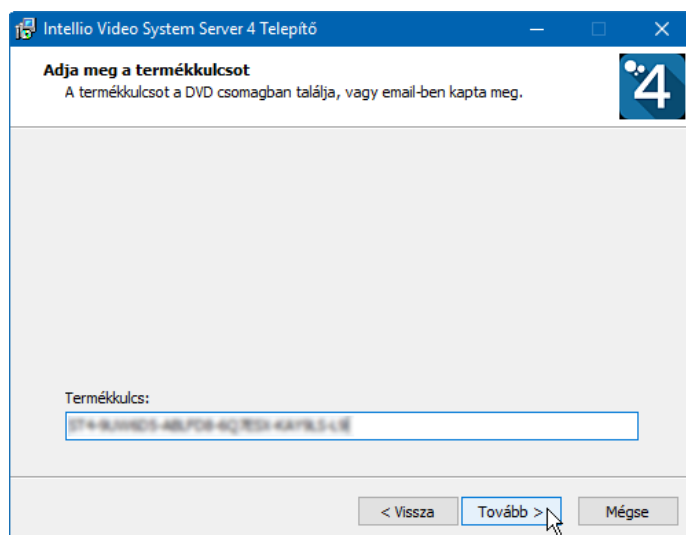 Intellio Video System Server 4 Telepítő
Adja meg a termékkulcsot
A termékkulcsot a DVD csomagban találja, vagy email-ben kapta meg.
4
Termékkulcs:
< Vissza
Tovább >
Mégse